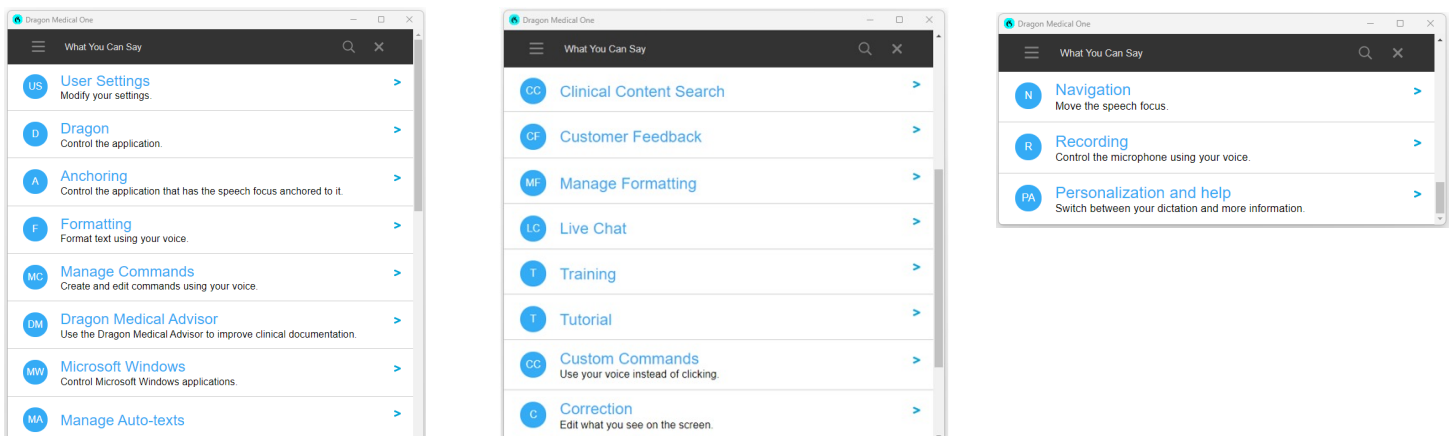 Dragon Medical One
What You Can Say
US
User Settings
Modify your settings.
D
Dragon
Control the application.
A
Anchoring
Control the application that has the speech focus anchored to it.
F
Formatting
Format text using your voice.
MC
Manage Commands
Create and edit commands using your voice.
DM
Dragon Medical Advisor
Use the Dragon Medical Advisor to improve clinical documentation.
MW
Microsoft Windows
Control Microsoft Windows applications.
MA
Manage Auto-texts
Dragon Medical One
What You Can Say
CC
Clinical Content Search
CF
Customer Feedback
MF
Manage Formatting
LC
Live Chat
T
Training
T
Tutorial
CC
Custom Commands
Use your voice instead of clicking.
C
Correction
Edit what you see on the screen.
Dragon Medical One
What You Can Say
N
Navigation
Move the speech focus.
R
Recording
Control the microphone using your voice.
PA
Personalization and help
Switch between your dictation and more information.